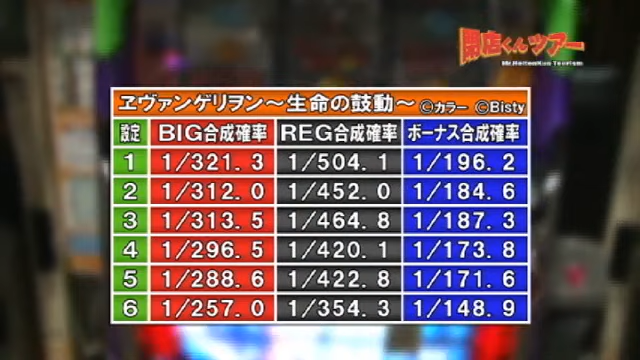 閉店くんツアー
Mr.HeitenKun Tourism
ヱヴァンゲリヲン～生命の鼓動～ ©カラー ©Bisty
設定 BIG合成確率 REG合成確率 ボーナス合成確率
1 1/321.3 1/504.1 1/196.2
2 1/312.0 1/452.0 1/184.6
3 1/313.5 1/464.8 1/187.3
4 1/296.5 1/420.1 1/173.8
5 1/288.6 1/422.8 1/171.6
6 1/257.0 1/354.3 1/148.9